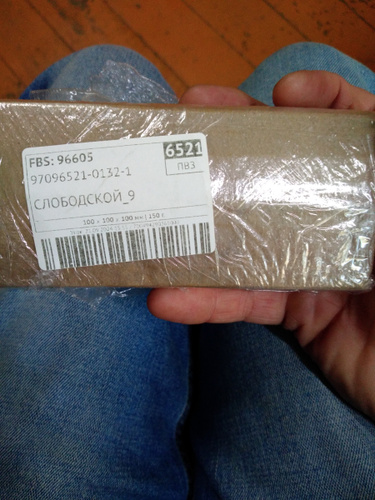 FBS: 96605
6521
ПВЗ
97096521-0132-1
СЛОБОДСКОЙ_9
100 × 100 × 100 мм | 150 г